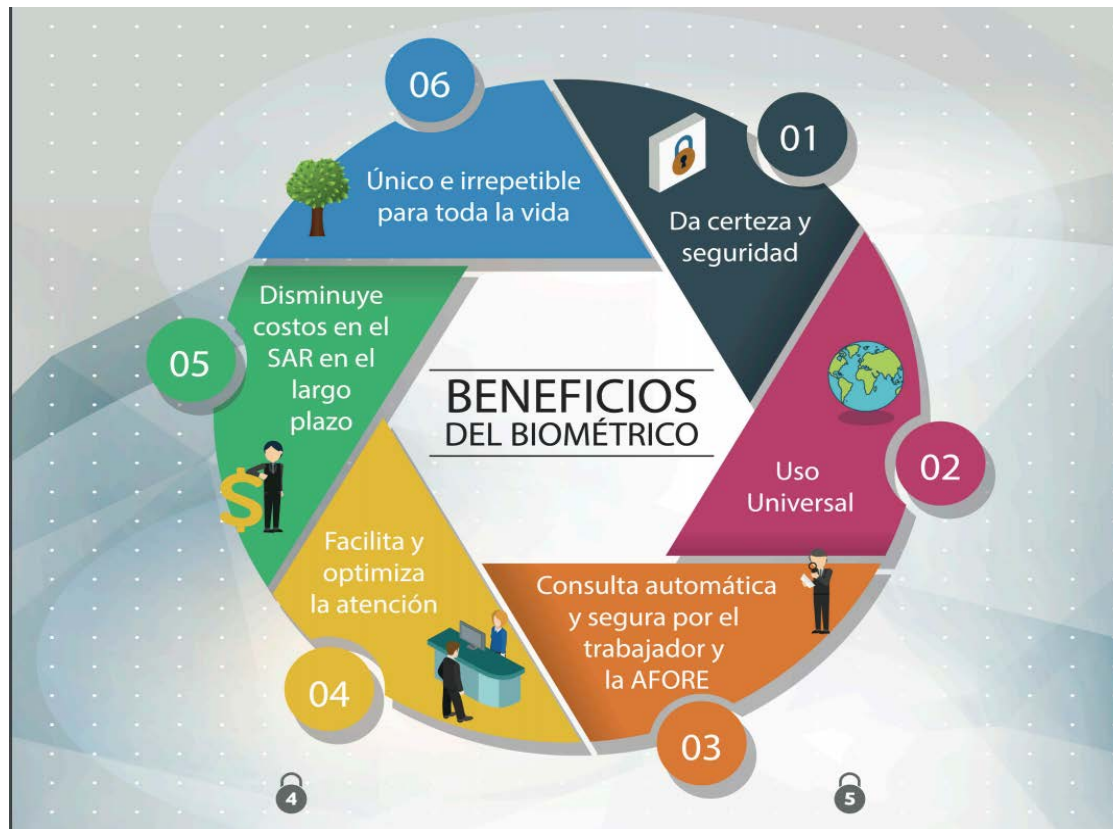 BENEFICIOS
DEL BIOMÉTRICO
01
Da certeza y
seguridad
02
Uso
Universal
03
Consulta automática
y segura por el
trabajador y
la AFORE
04
Facilita y
optimiza
la atención
05
Disminuye
costos en el
SAR en el
largo
plazo
06
Único e irrepetible
para toda la vida
4
5